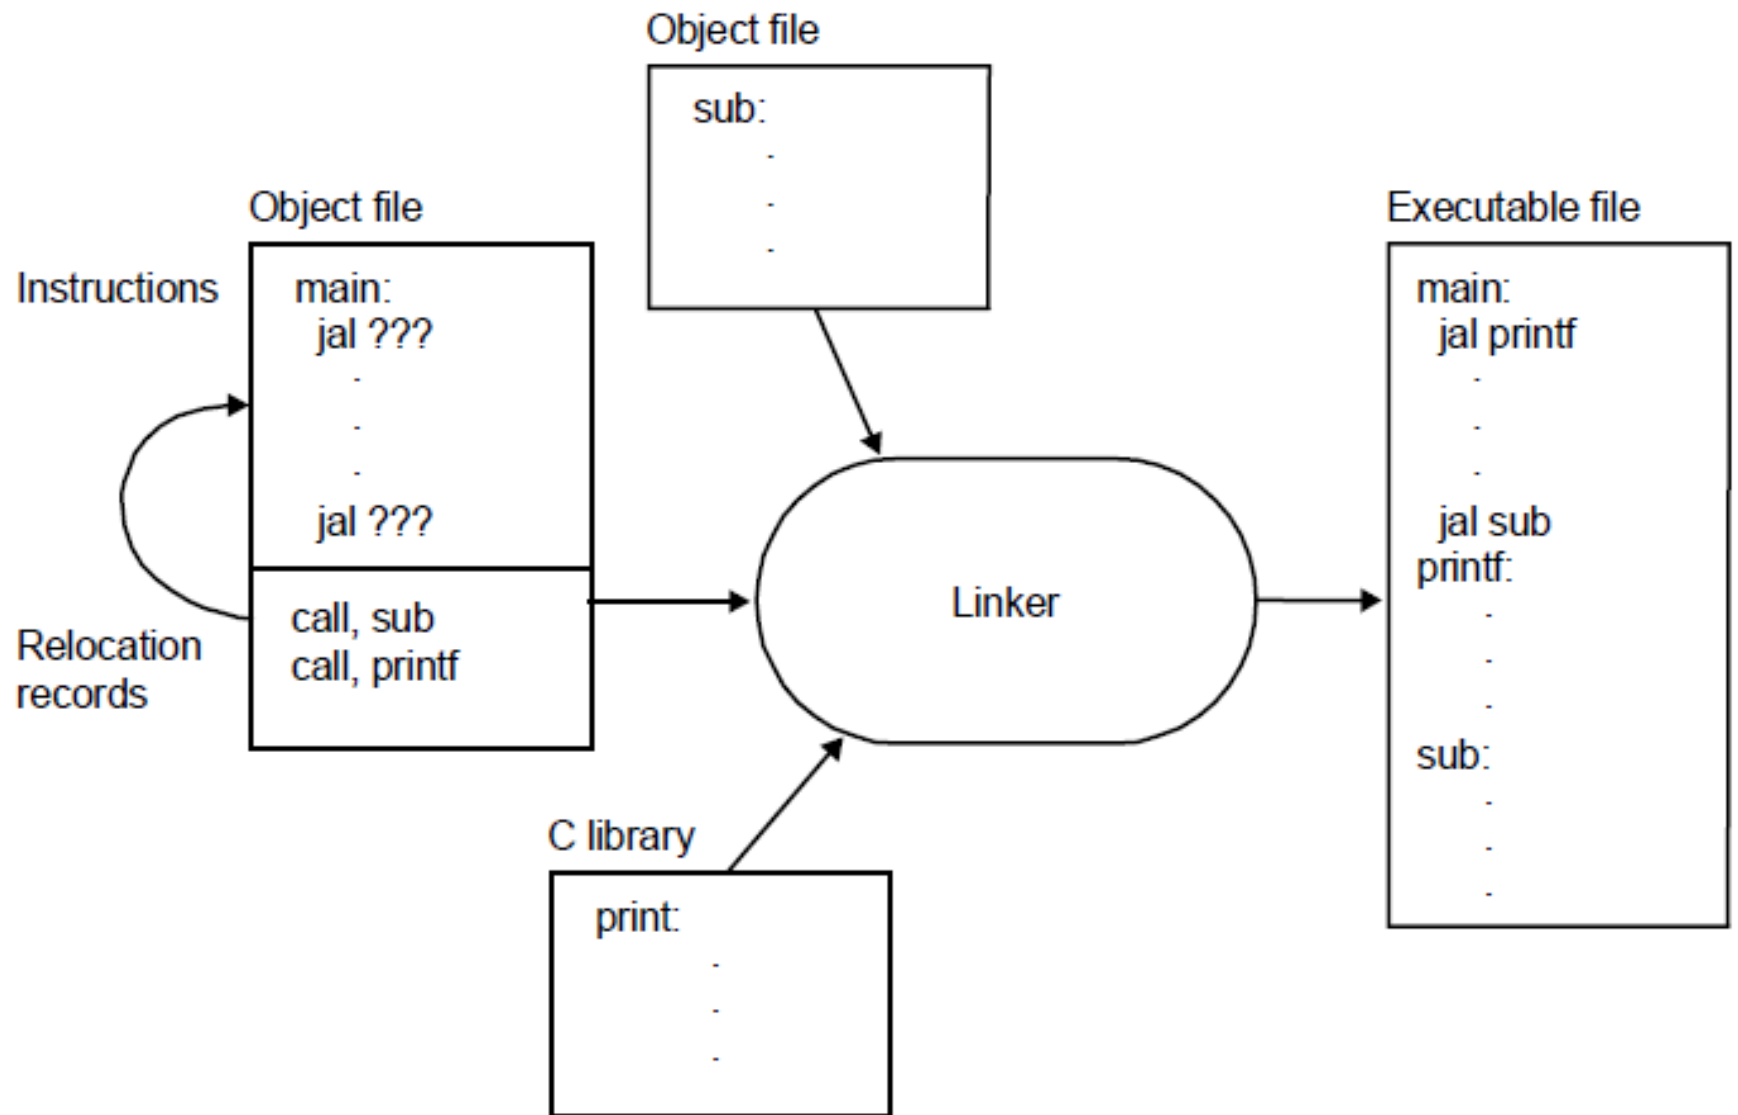 Object file
sub:
.
.
.
Object file
Instructions
main:
jal ???
.
.
.
jal ???
Relocation
records
call, sub
call, printf
Linker
C library
print:
.
.
.
Executable file
main:
jal printf
.
.
.
jal sub
printf:
.
.
.
sub:
.
.
.